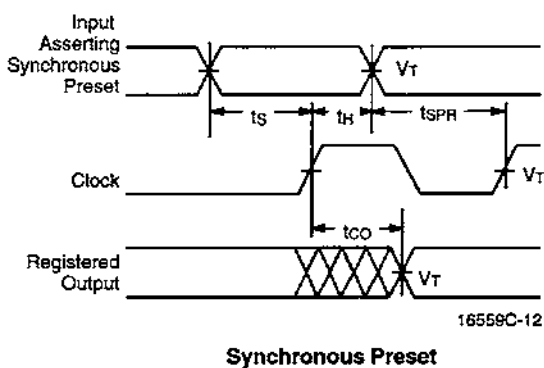 Input
Asserting
Synchronous
Preset
VT
tS
tH
tSPR
Clock
VT
tCO
Registered
Output
VT
16559C-12
Synchronous Preset